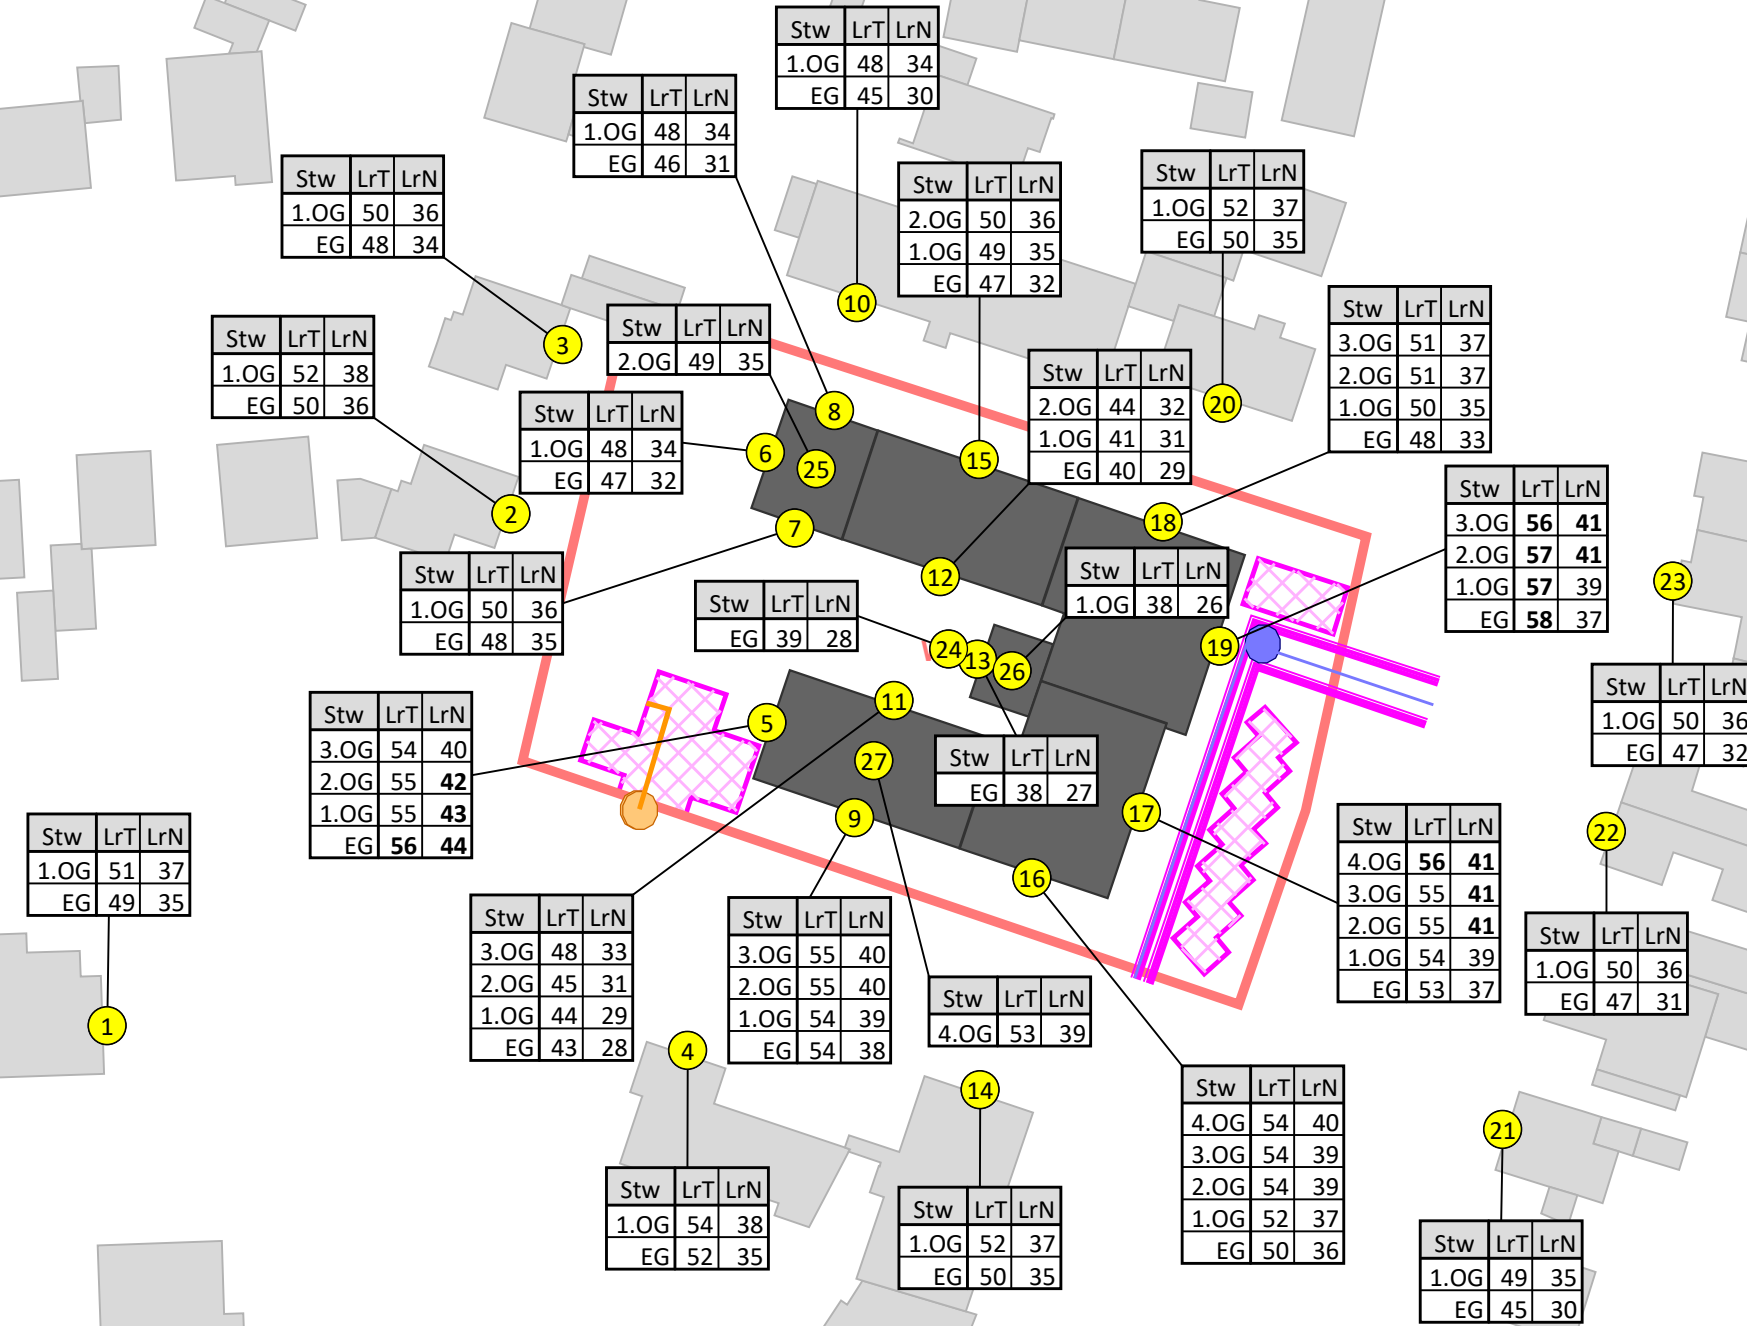 Stw LrT LrN
1.OG 48 34
EG 45 30
Stw LrT LrN
1.OG 48 34
EG 46 31
Stw LrT LrN
1.OG 50 36
EG 48 34
Stw LrT LrN
2.OG 50 36
1.OG 49 35
EG 47 32
Stw LrT LrN
1.OG 52 37
EG 50 35
10
3
Stw LrT LrN
2.OG 49 35
Stw LrT LrN
1.OG 52 38
EG 50 36
Stw LrT LrN
3.OG 51 37
2.OG 51 37
1.OG 50 35
EG 48 33
Stw LrT LrN
2.OG 44 32
1.OG 41 31
EG 40 29
20
8
Stw LrT LrN
1.OG 48 34
EG 47 32
6
25
15
2
7
18
Stw LrT LrN
3.OG 56 41
2.OG 57 41
1.OG 57 39
EG 58 37
Stw LrT LrN
1.OG 50 36
EG 48 35
12
Stw LrT LrN
1.OG 38 26
23
Stw LrT LrN
EG 39 28
24
13
26
19
Stw LrT LrN
1.OG 50 36
EG 47 32
Stw LrT LrN
3.OG 54 40
2.OG 55 42
1.OG 55 43
EG 56 44
5
11
27
Stw LrT LrN
EG 38 27
9
17
22
Stw LrT LrN
1.OG 51 37
EG 49 35
Stw LrT LrN
4.OG 56 41
3.OG 55 41
2.OG 55 41
1.OG 54 39
EG 53 37
16
Stw LrT LrN
3.OG 48 33
2.OG 45 31
1.OG 44 29
EG 43 28
Stw LrT LrN
3.OG 55 40
2.OG 55 40
1.OG 54 39
EG 54 38
Stw LrT LrN
1.OG 50 36
EG 47 31
Stw LrT LrN
4.OG 53 39
1
4
14
Stw LrT LrN
4.OG 54 40
3.OG 54 39
2.OG 54 39
1.OG 52 37
EG 50 36
21
Stw LrT LrN
1.OG 54 38
EG 52 35
Stw LrT LrN
1.OG 52 37
EG 50 35
Stw LrT LrN
1.OG 49 35
EG 45 30